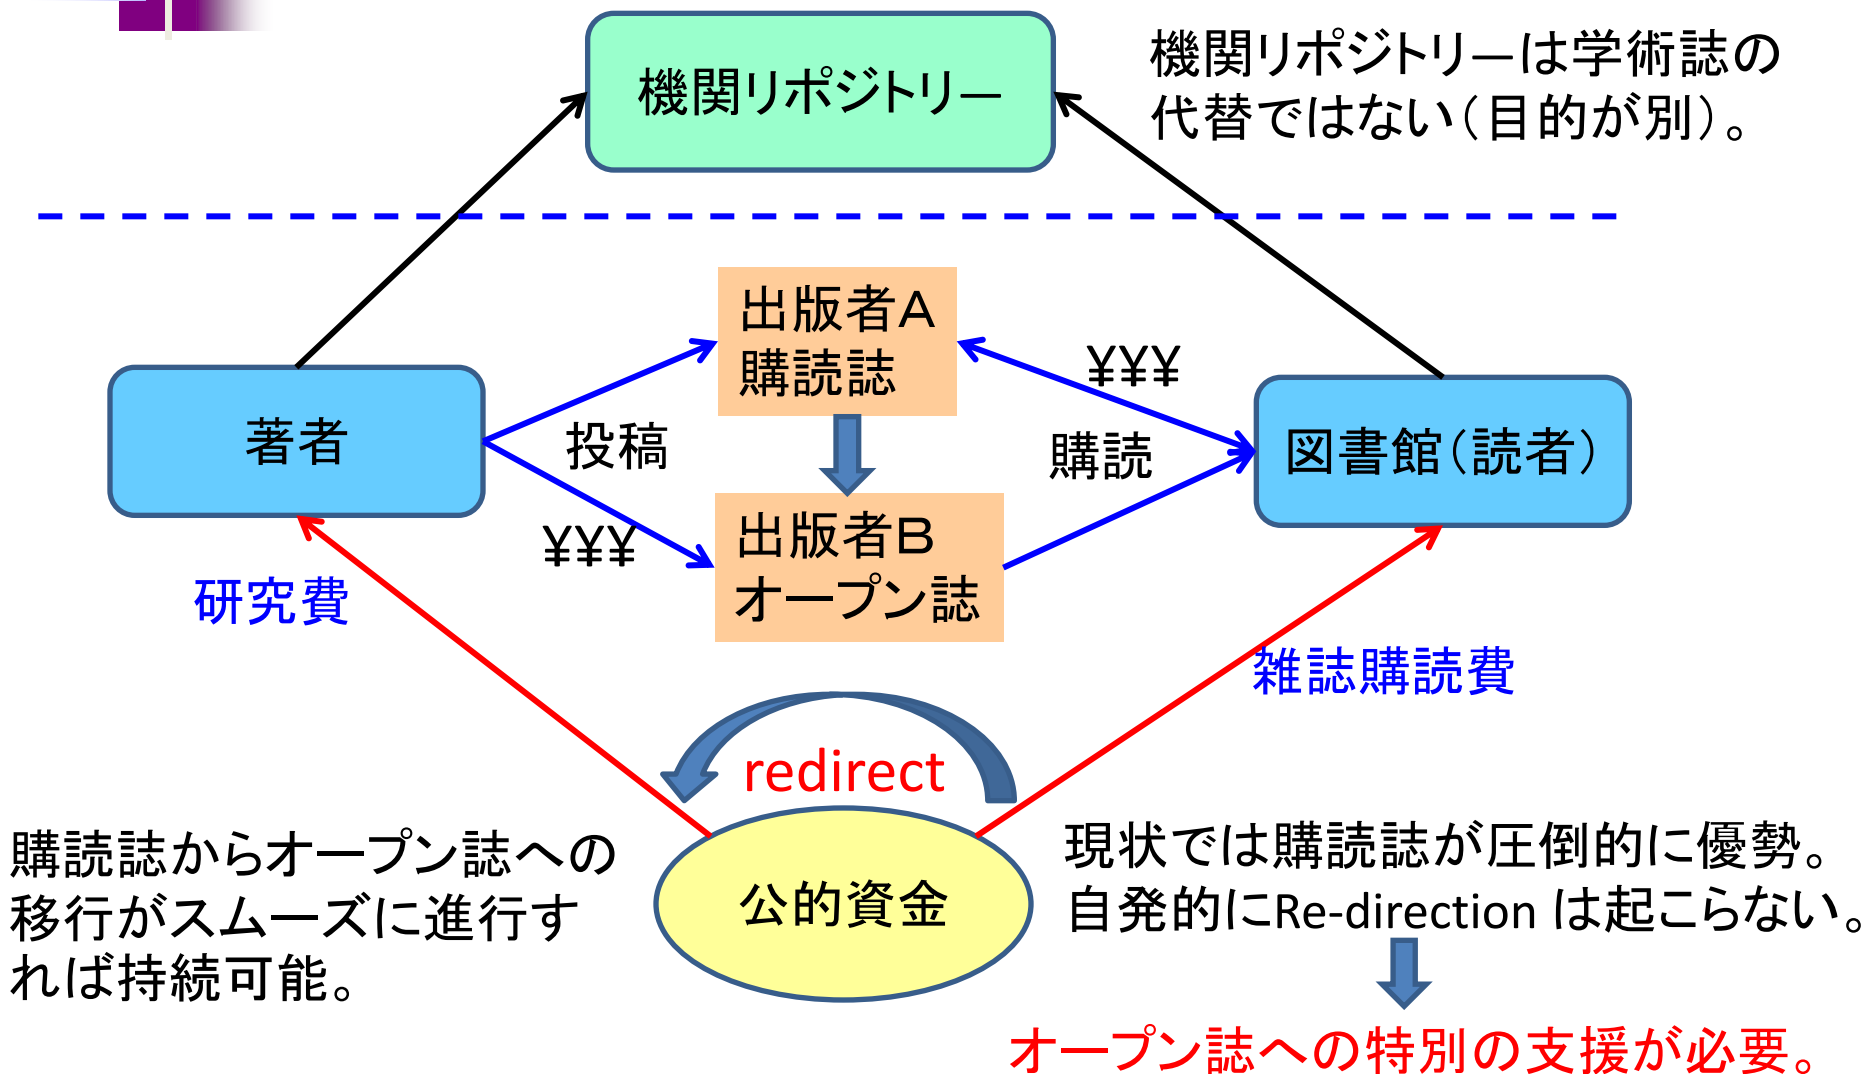 機関リポジトリー
機関リポジトリーは学術誌の
代替ではない（目的が別）。
出版者A
購読誌
¥¥¥
著者
投稿
購読
図書館（読者）
¥¥¥
出版者B
オープン誌
研究費
雑誌購読費
redirect
公的資金
購読誌からオープン誌への
移行がスムーズに進行す
れば持続可能。
現状では購読誌が圧倒的に優勢。
自発的にRe-direction は起こらない。
オープン誌への特別の支援が必要。